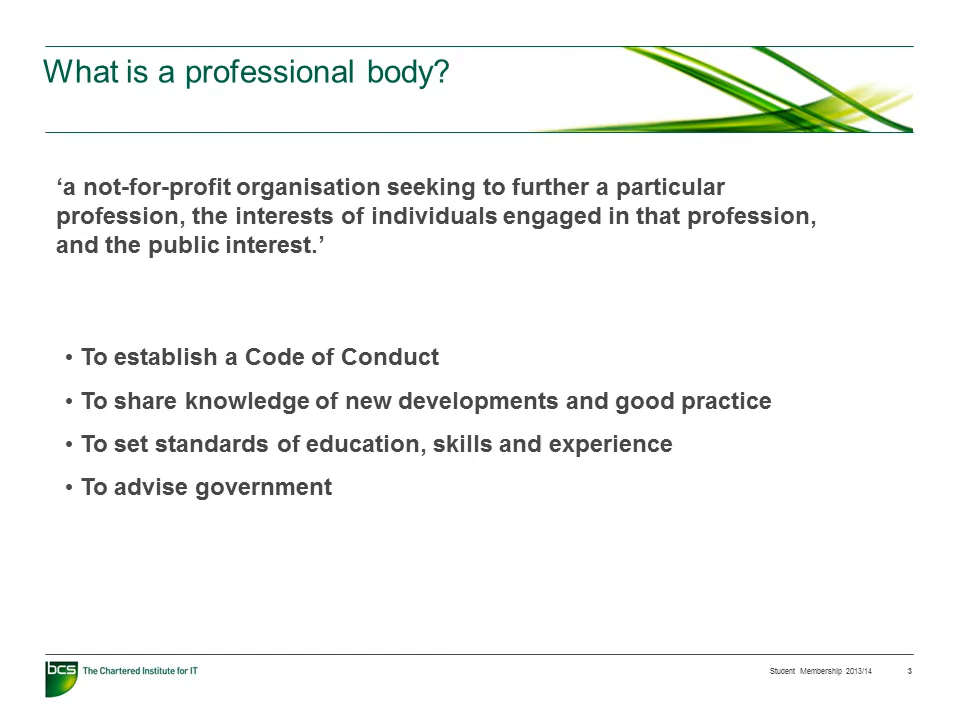 What is a professional body?
‘a not-for-profit organisation seeking to further a particular
profession, the interests of individuals engaged in that profession,
and the public interest.’
• To establish a Code of Conduct
• To share knowledge of new developments and good practice
• To set standards of education, skills and experience
• To advise government
bcs The Chartered Institute for IT
Student Membership 2013/14 3